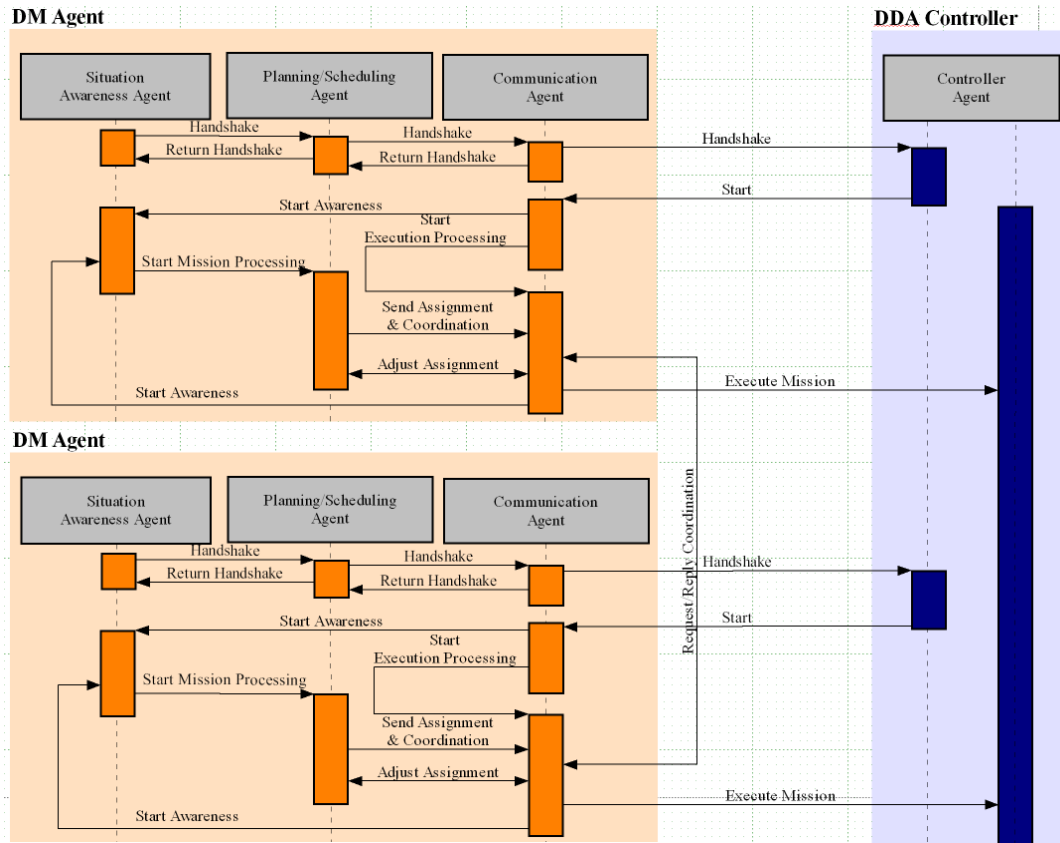 DM Agent
DDA Controller
Situation
Awareness Agent
Planning/Scheduling
Agent
Communication
Agent
Controller
Agent
Handshake
Handshake
Handshake
Return Handshake
Return Handshake
Start
Start Awareness
Start
Execution Processing
Start Mission Processing
Send Assignment
& Coordination
Adjust Assignment
Execute Mission
Start Awareness
Request/Reply Coordination
DM Agent
Situation
Awareness Agent
Planning/Scheduling
Agent
Communication
Agent
Handshake
Handshake
Handshake
Return Handshake
Return Handshake
Start
Start Awareness
Start
Execution Processing
Start Mission Processing
Send Assignment
& Coordination
Adjust Assignment
Execute Mission
Start Awareness